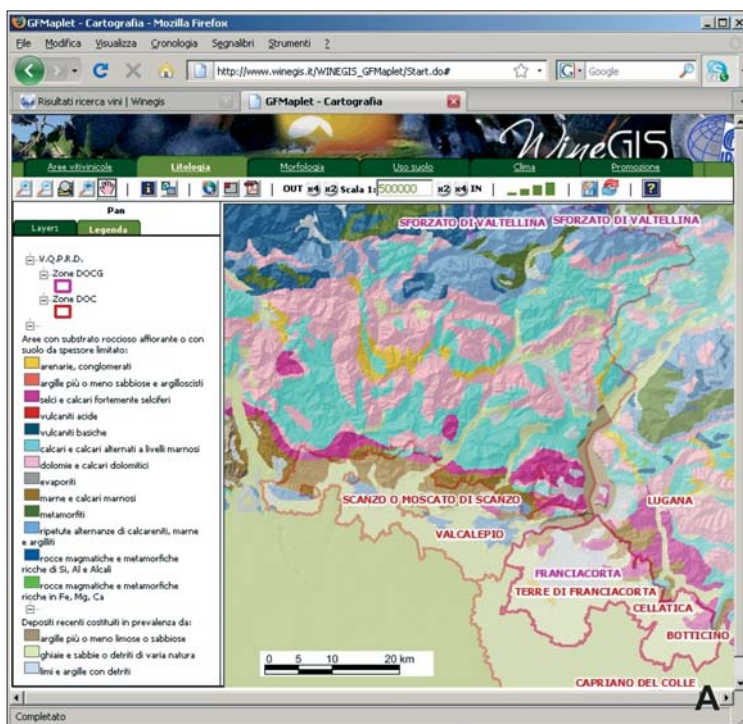 GFMaplet - Cartografia - Mozilla Firefox
File Modifica Visualizza Cronologia Segnalibri Strumenti ?
http://www.winegis.it/WINEGIS_GFMaplet/Start.do#
Google
Risultati ricerca vini | Winegis
GFMaplet - Cartografia
WineGIS
Aree vitivinicole
Litologia
Morfologia
Uso suolo
Clima
Promozione
OUT x4 x2 Scala 1: 500000 x2 x4 IN
Pan
Layers
Legenda
V.Q.P.R.D.
Zone DOCG
Zone DOC
Aree con substrato roccioso affiorante o con
suolo da spessore limitato:
arenarie, conglomerati
argille più o meno sabbiose e argilloscisti
selci e calcari fortemente selciferi
vulcaniti acide
vulcaniti basiche
calcari e calcari alternati a livelli marnosi
dolomie e calcari dolomitici
evaporiti
marne e calcari marnosi
metamorfiti
ripetute alternanze di calcareniti, marne
e argilliti
rocce magmatiche e metamorfiche
ricche di Si, Al e Alcali
rocce magmatiche e metamorfiche
ricche in Fe, Mg, Ca
Depositi recenti costituiti in prevalenza da:
argille più o meno limose o sabbiose
ghiaie e sabbie o detriti di varia natura
limi e argille con detriti
SFORZATO DI VALTELLINA
SFORZATO DI VALTELLINA
SCANZO O MOSCATO DI SCANZO
LUGANA
VALCALEPIO
FRANCIACORTA
TERRE DI FRANCIACORTA
CELLATICA
BOTTICINO
CAPRIANO DEL COLLE
0 5 10 20 km
A
Completato